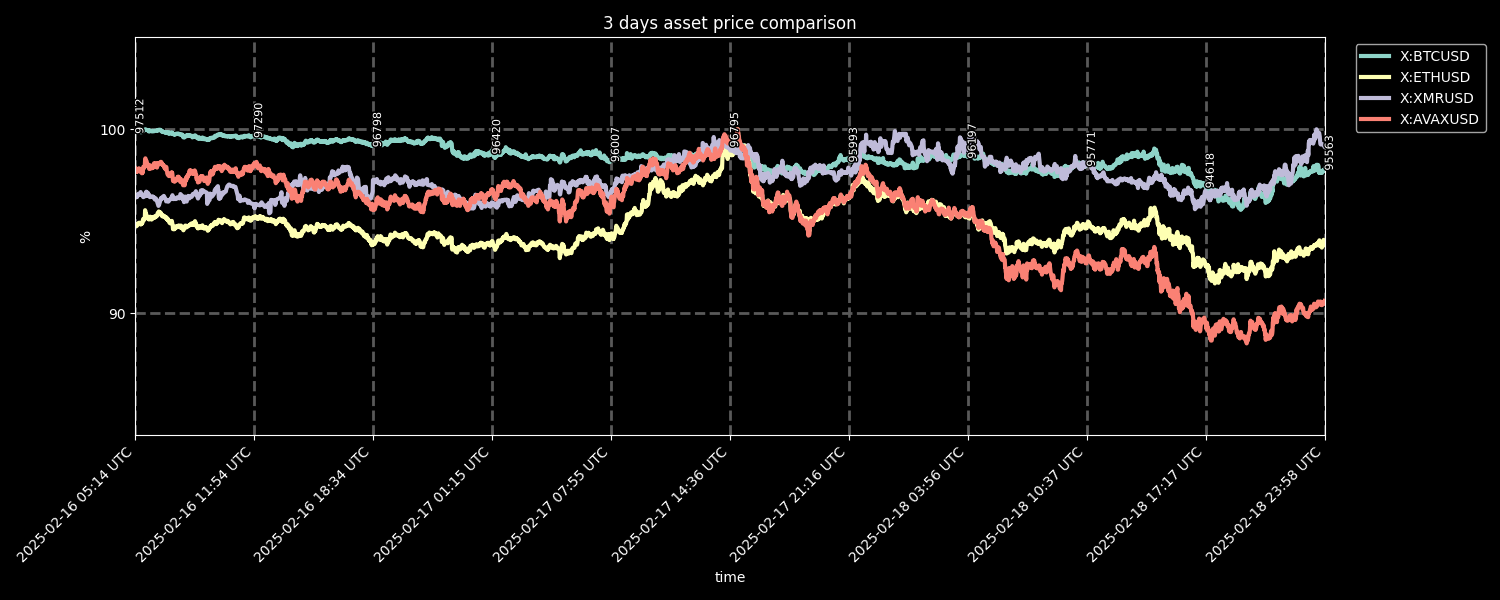 3 days asset price comparison
X:BTCUSD
X:ETHUSD
X:XMRUSD
X:AVAXUSD
100
90
%
97512
97290
96798
96420
96007
96795
95993
96197
95771
94618
95563
2025-02-16 05:14 UTC
2025-02-16 11:54 UTC
2025-02-16 18:34 UTC
2025-02-17 01:15 UTC
2025-02-17 07:55 UTC
2025-02-17 14:36 UTC
2025-02-17 21:16 UTC
2025-02-18 03:56 UTC
2025-02-18 10:37 UTC
2025-02-18 17:17 UTC
2025-02-18 23:58 UTC
time